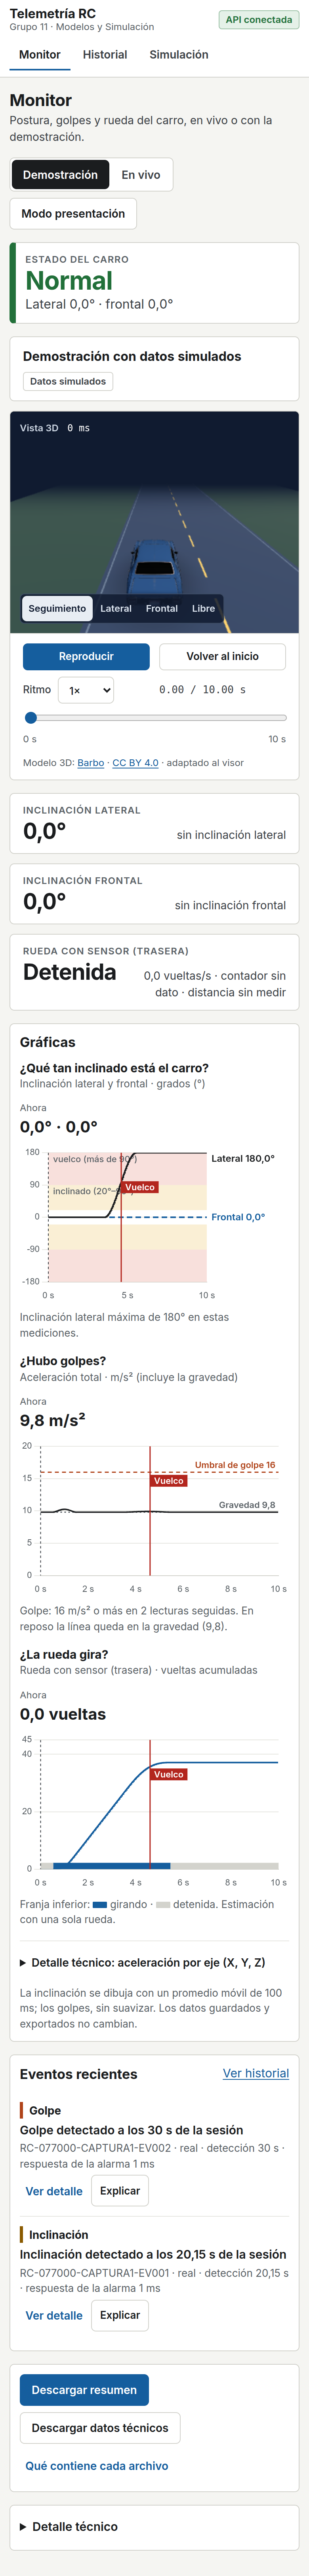 Telemetría RC
Grupo 11 · Modelos y Simulación
API conectada
Monitor
Historial
Simulación
Monitor
Postura, golpes y rueda del carro, en vivo o con la
demostración.
Demostración
En vivo
Modo presentación
ESTADO DEL CARRO
Normal
Lateral 0,0° · frontal 0,0°
Demostración con datos simulados
Datos simulados
Vista 3D 0 ms
Seguimiento
Lateral
Frontal
Libre
Reproducir
Volver al inicio
Ritmo
1×
0.00 / 10.00 s
0 s
10 s
Modelo 3D: Barbo · CC BY 4.0 · adaptado al visor
INCLINACIÓN LATERAL
0,0°
sin inclinación lateral
INCLINACIÓN FRONTAL
0,0°
sin inclinación frontal
RUEDA CON SENSOR (TRASERA)
Detenida
0,0 vueltas/s · contador sin
dato · distancia sin medir
Gráficas
¿Qué tan inclinado está el carro?
Inclinación lateral y frontal · grados (°)
Ahora
0,0° · 0,0°
180
vuelco (más de 90°)
Lateral 180,0°
90
inclinado (20°–
Vuelco
0
Frontal 0,0°
-90
-180
0 s
5 s
10 s
Inclinación lateral máxima de 180° en estas
mediciones.
¿Hubo golpes?
Aceleración total · m/s² (incluye la gravedad)
Ahora
9,8 m/s²
20
Umbral de golpe 16
15
Vuelco
Gravedad 9,8
10
5
0
0 s
2 s
4 s
6 s
8 s
10 s
Golpe: 16 m/s² o más en 2 lecturas seguidas. En
reposo la línea queda en la gravedad (9,8).
¿La rueda gira?
Rueda con sensor (trasera) · vueltas acumuladas
Ahora
0,0 vueltas
45
40
Vuelco
20
0
0 s
2 s
4 s
6 s
8 s
10 s
Franja inferior: girando · detenida. Estimación
con una sola rueda.
Detalle técnico: aceleración por eje (X, Y, Z)
La inclinación se dibuja con un promedio móvil de 100
ms; los golpes, sin suavizar. Los datos guardados y
exportados no cambian.
Eventos recientes
Ver historial
Golpe
Golpe detectado a los 30 s de la sesión
RC-077000-CAPTURA1-EV002 · real · detección 30 s ·
respuesta de la alarma 1 ms
Ver detalle
Explicar
Inclinación
Inclinación detectado a los 20,15 s de la sesión
RC-077000-CAPTURA1-EV001 · real · detección 20,15 s
· respuesta de la alarma 1 ms
Ver detalle
Explicar
Descargar resumen
Descargar datos técnicos
Qué contiene cada archivo
Detalle técnico